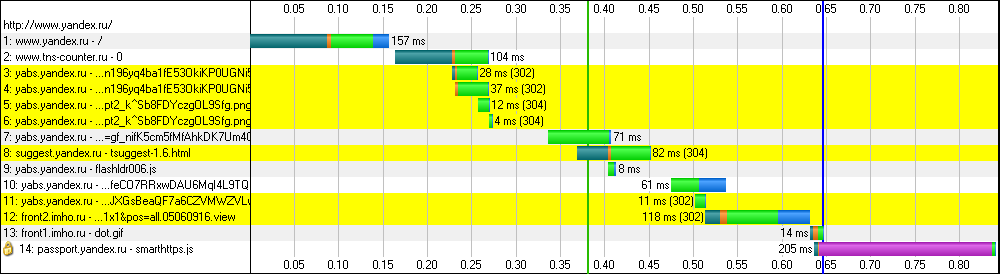 0.05 0.10 0.15 0.20 0.25 0.30 0.35 0.40 0.45 0.50 0.55 0.60 0.65 0.70 0.75 0.80
http://www.yandex.ru/
1: www.yandex.ru - / 157 ms
2: www.tns-counter.ru - 0 104 ms
3: yabs.yandex.ru - 28 ms (302)
4: yabs.yandex.ru - 37 ms (302)
5: yabs.yandex.ru - ...pt2_k^Sb8FDYczgOL9Sfg.png 12 ms (304)
6: yabs.yandex.ru - ...pt2_k^Sb8FDYczgOL9Sfg.png 4 ms (304)
7: yabs.yandex.ru - 71 ms
8: suggest.yandex.ru - tsuggest-1.6.html 82 ms (304)
9: yabs.yandex.ru - flashldr006.js 8 ms
10: yabs.yandex.ru - ...feCO7RRxwDAU6MqI4L9TQ 61 ms
11: yabs.yandex.ru - 11 ms (302)
12: front2.imho.ru - ...1x1&pos=all.05060916.view 118 ms (302)
13: front1.imho.ru - dot.gif 14 ms
14: passport.yandex.ru - smarthttps.js 205 ms
0.05 0.10 0.15 0.20 0.25 0.30 0.35 0.40 0.45 0.50 0.55 0.60 0.65 0.70 0.75 0.80